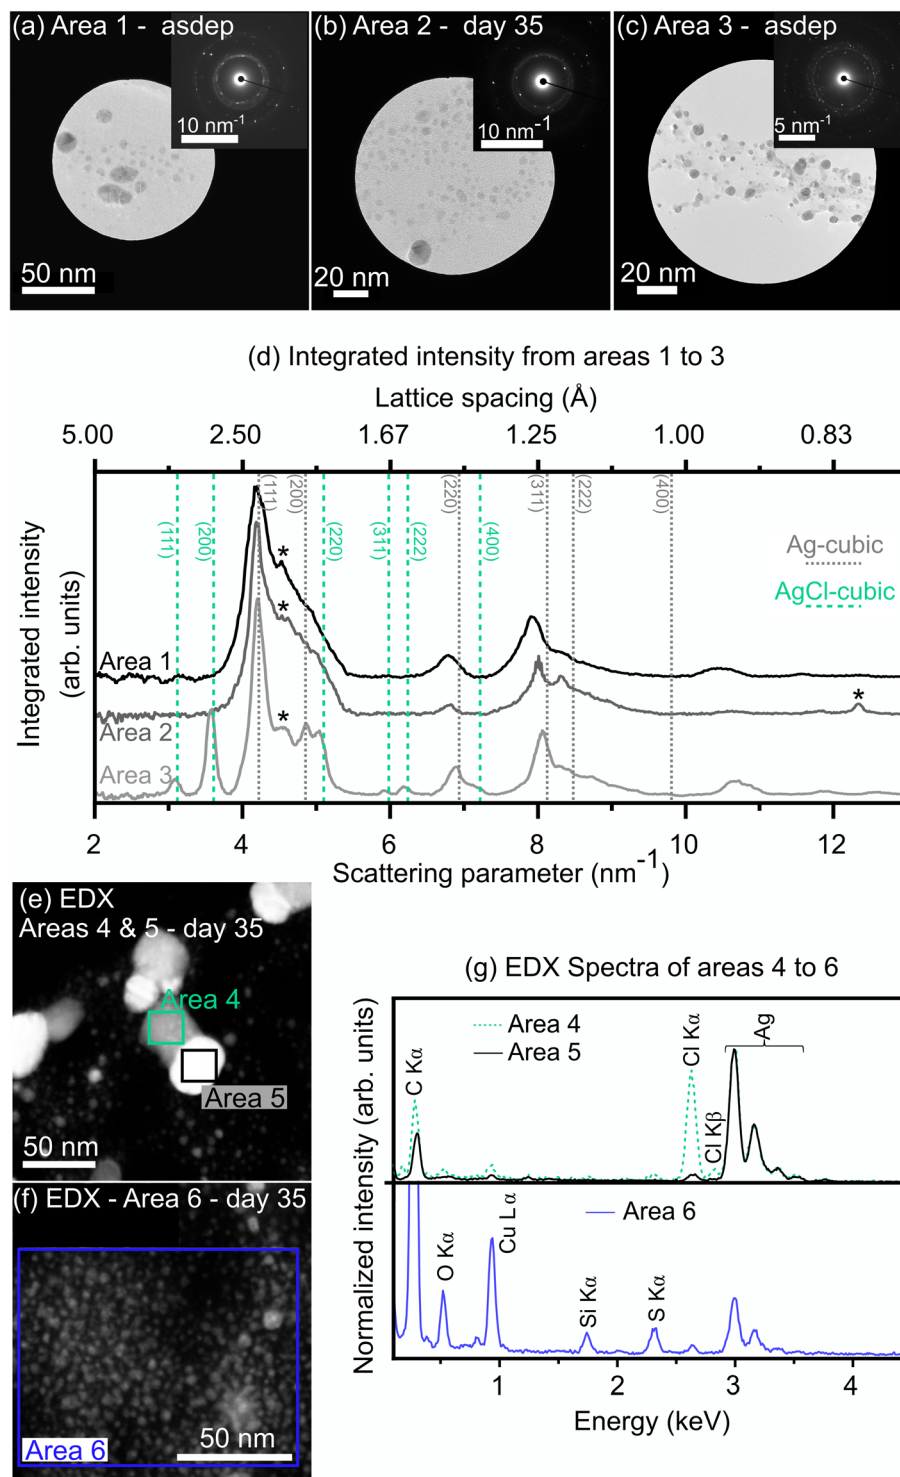 (a) Area 1 - asdep
10 nm-1
50 nm
(b) Area 2 - day 35
10 nm-1
20 nm
(c) Area 3 - asdep
5 nm-1
20 nm
(d) Integrated intensity from areas 1 to 3
Lattice spacing (Å)
5.00 2.50 1.67 1.25 1.00 0.83
Integrated intensity
(arb. units)
(111)
(200)
(111)
(200)
(220)
(311)
(222)
(220)
(400)
(311)
(222)
(400)
Ag-cubic
AgCl-cubic
*
*
*
*
Area 1
Area 2
Area 3
2 4 6 8 10 12
Scattering parameter (nm-1)
(e) EDX
Areas 4 & 5 - day 35
Area 4
Area 5
50 nm
(f) EDX - Area 6 - day 35
Area 6
50 nm
(g) EDX Spectra of areas 4 to 6
Normalized intensity (arb. units)
Area 4
Area 5
C Kα
Cl Kα
Cl Kβ
Ag
Area 6
O Kα
Cu Lα
Si Kα
S Kα
1 2 3 4
Energy (keV)